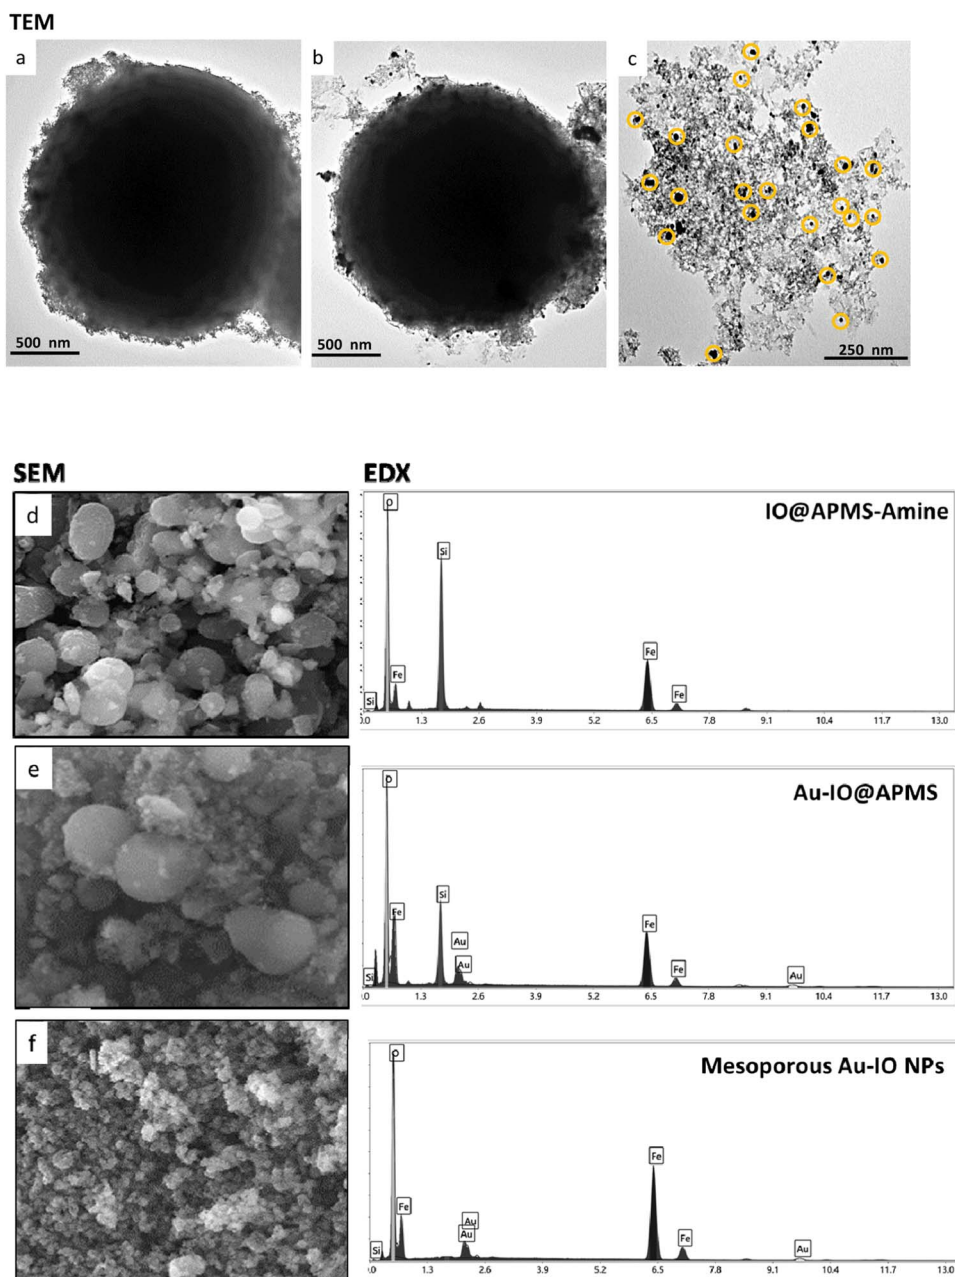 TEM
a
b
c
500 nm
500 nm
250 nm
SEM
EDX
d
IO@APMS-Amine
O
Si
Fe
Fe
Fe
Si
0.0 1.3 2.6 3.9 5.2 6.5 7.8 9.1 10.4 11.7 13.0
e
Au-IO@APMS
O
Si
Fe
Fe
Au
Au
Fe
Au
Si
0.0 1.3 2.6 3.9 5.2 6.5 7.8 9.1 10.4 11.7 13.0
f
Mesoporous Au-IO NPs
O
Fe
Fe
Au
Au
Fe
Au
Si
1.3 2.6 3.9 5.2 6.5 7.8 9.1 10.4 11.7 13.0